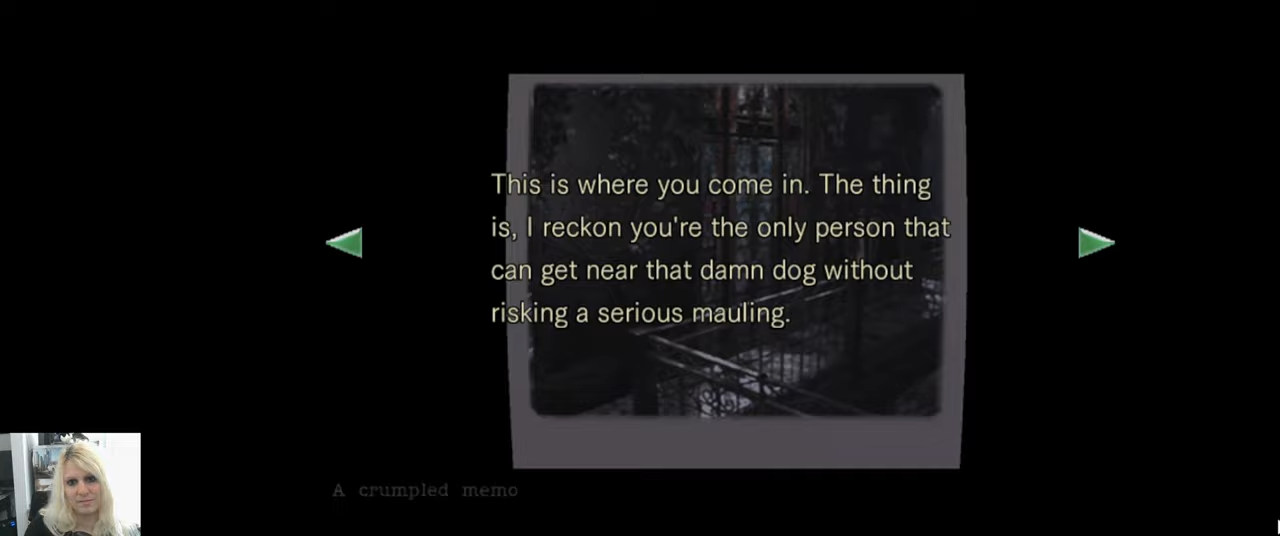 This is where you come in. The thing
is, I reckon you're the only person that
can get near that damn dog without
risking a serious mauling.
A crumpled memo